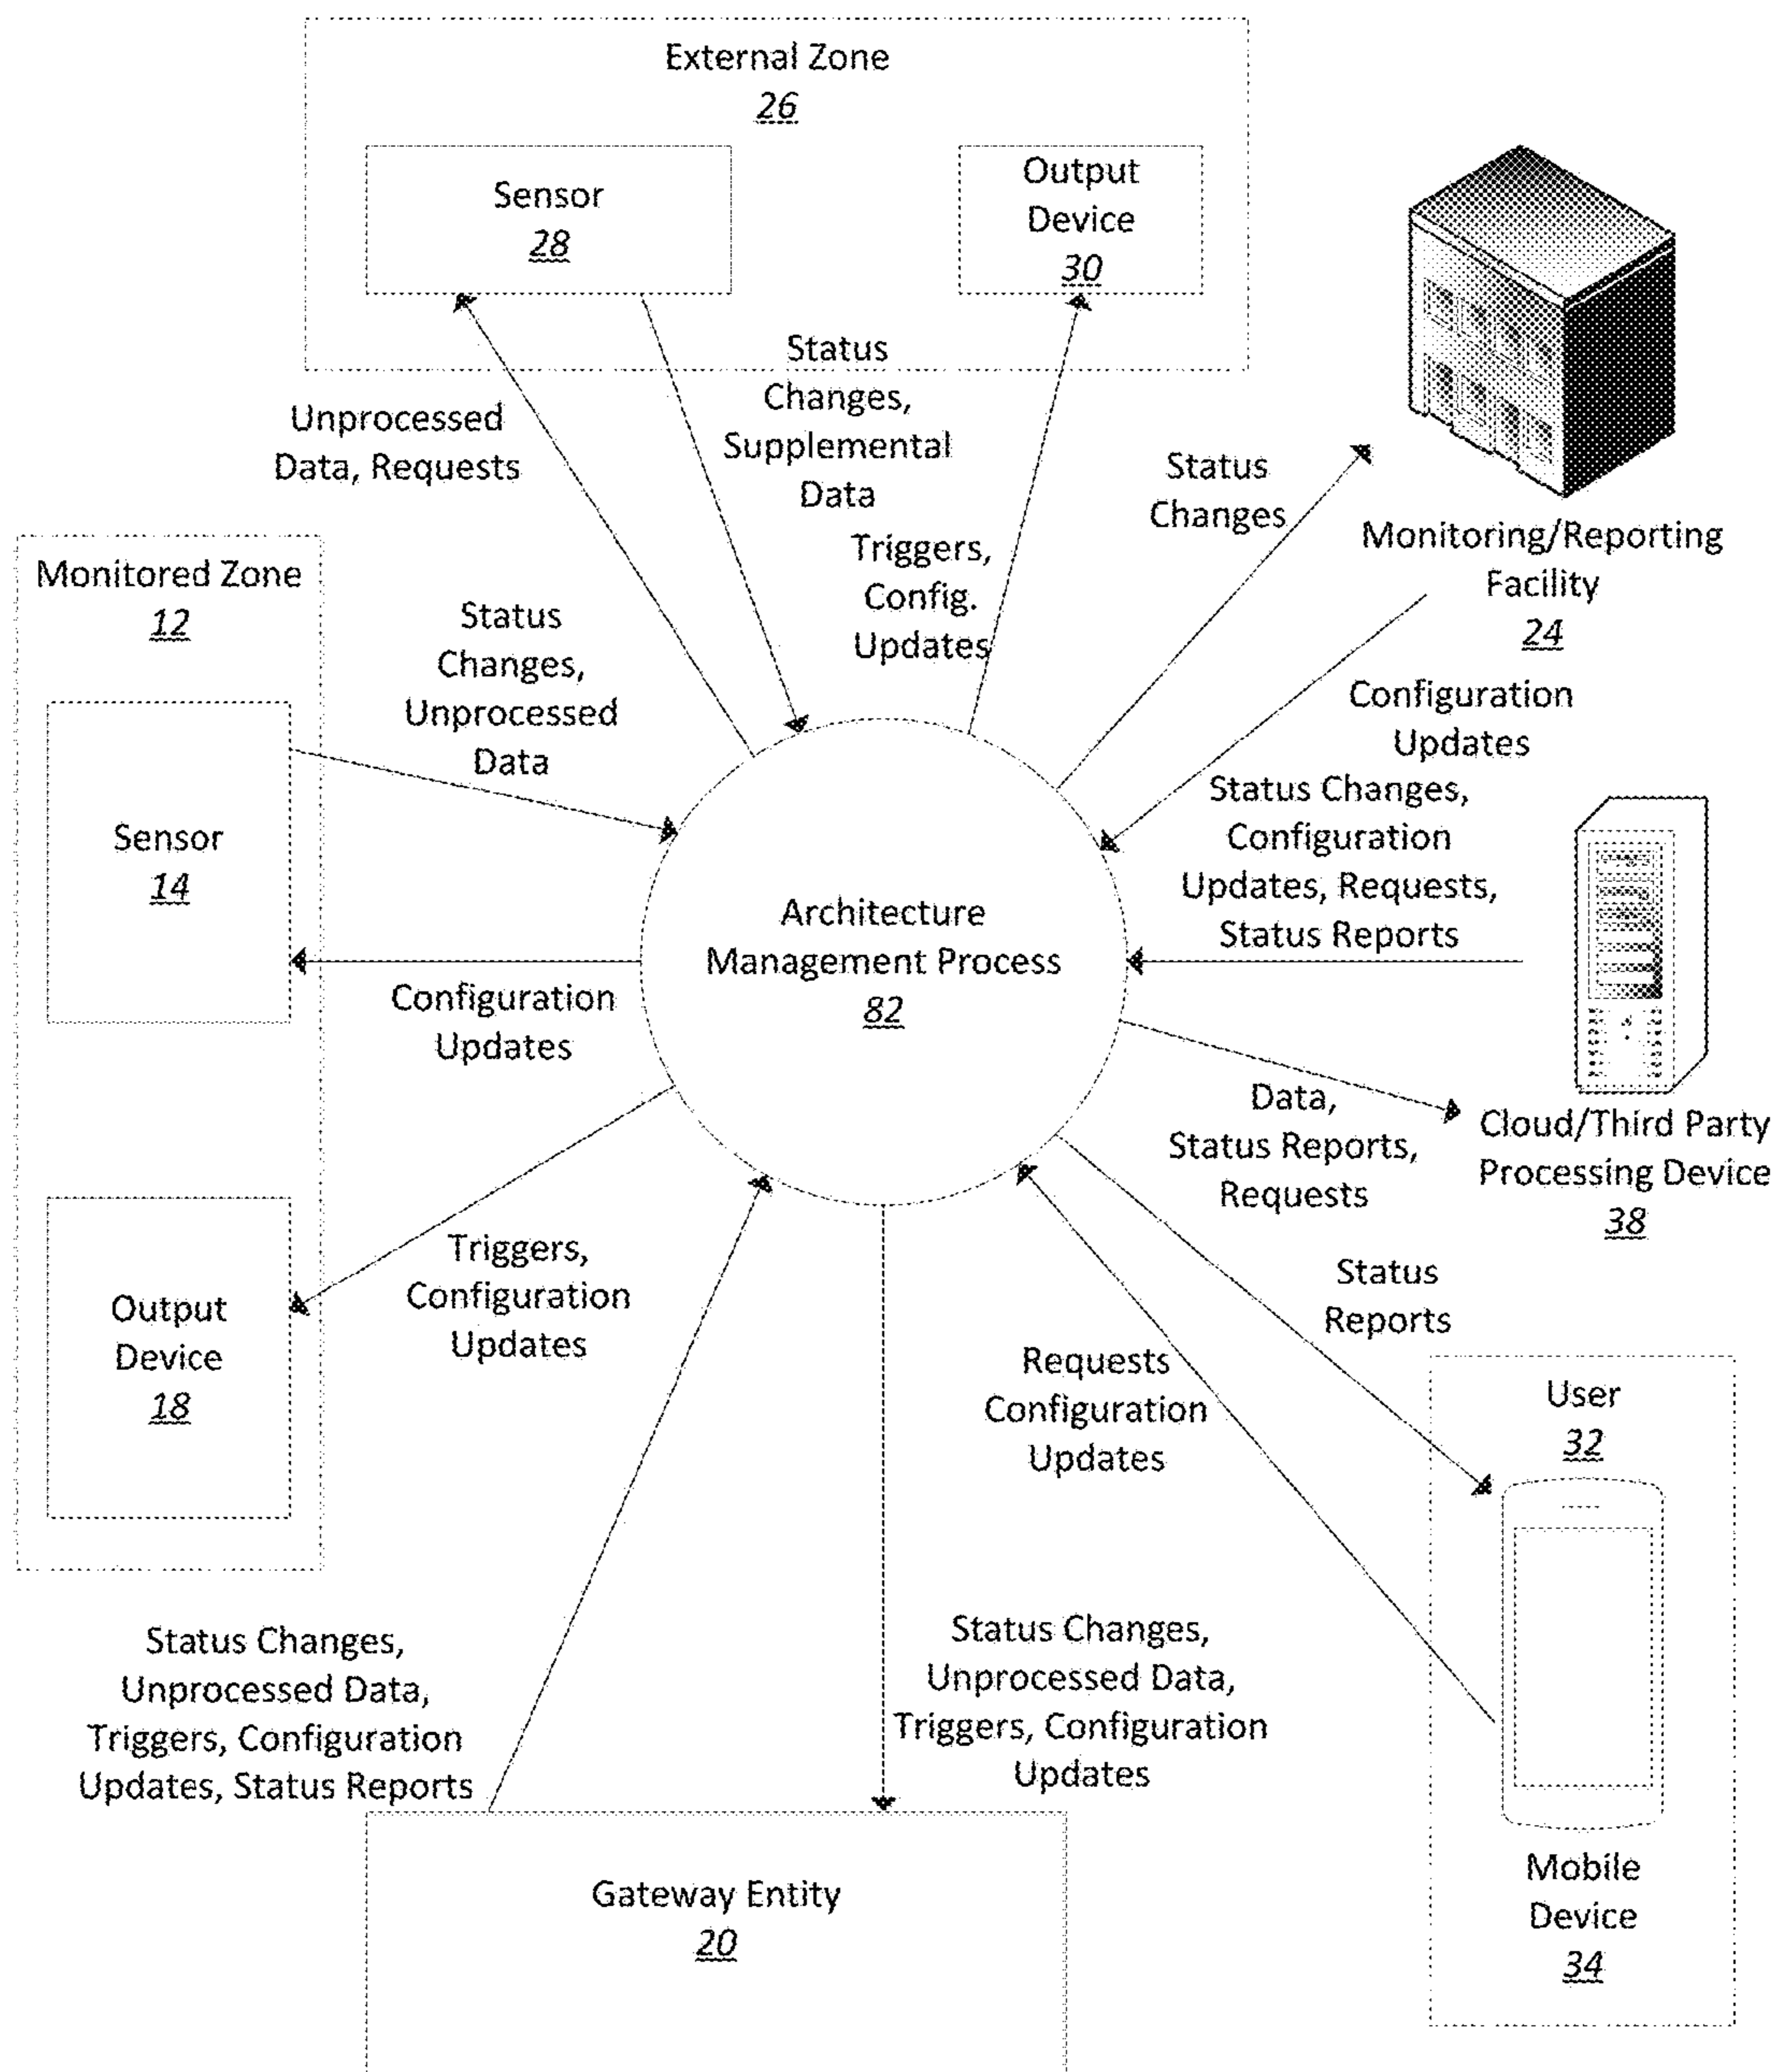 External Zone
26
Sensor
28
Output
Device
30
Unprocessed
Data, Requests
Status
Changes,
Supplemental
Data
Triggers,
Config.
Updates
Status
Changes
Monitoring/Reporting
Facility
24
Configuration
Updates
Monitored Zone
12
Sensor
14
Status
Changes,
Unprocessed
Data
Configuration
Updates
Output
Device
18
Triggers,
Configuration
Updates
Architecture
Management Process
82
Status Changes,
Configuration
Updates, Requests,
Status Reports
Data,
Status Reports,
Requests
Cloud/Third Party
Processing Device
38
Status
Reports
Requests
Configuration
Updates
User
32
Mobile
Device
34
Status Changes,
Unprocessed Data,
Triggers, Configuration
Updates, Status Reports
Status Changes,
Unprocessed Data,
Triggers, Configuration
Updates
Gateway Entity
20